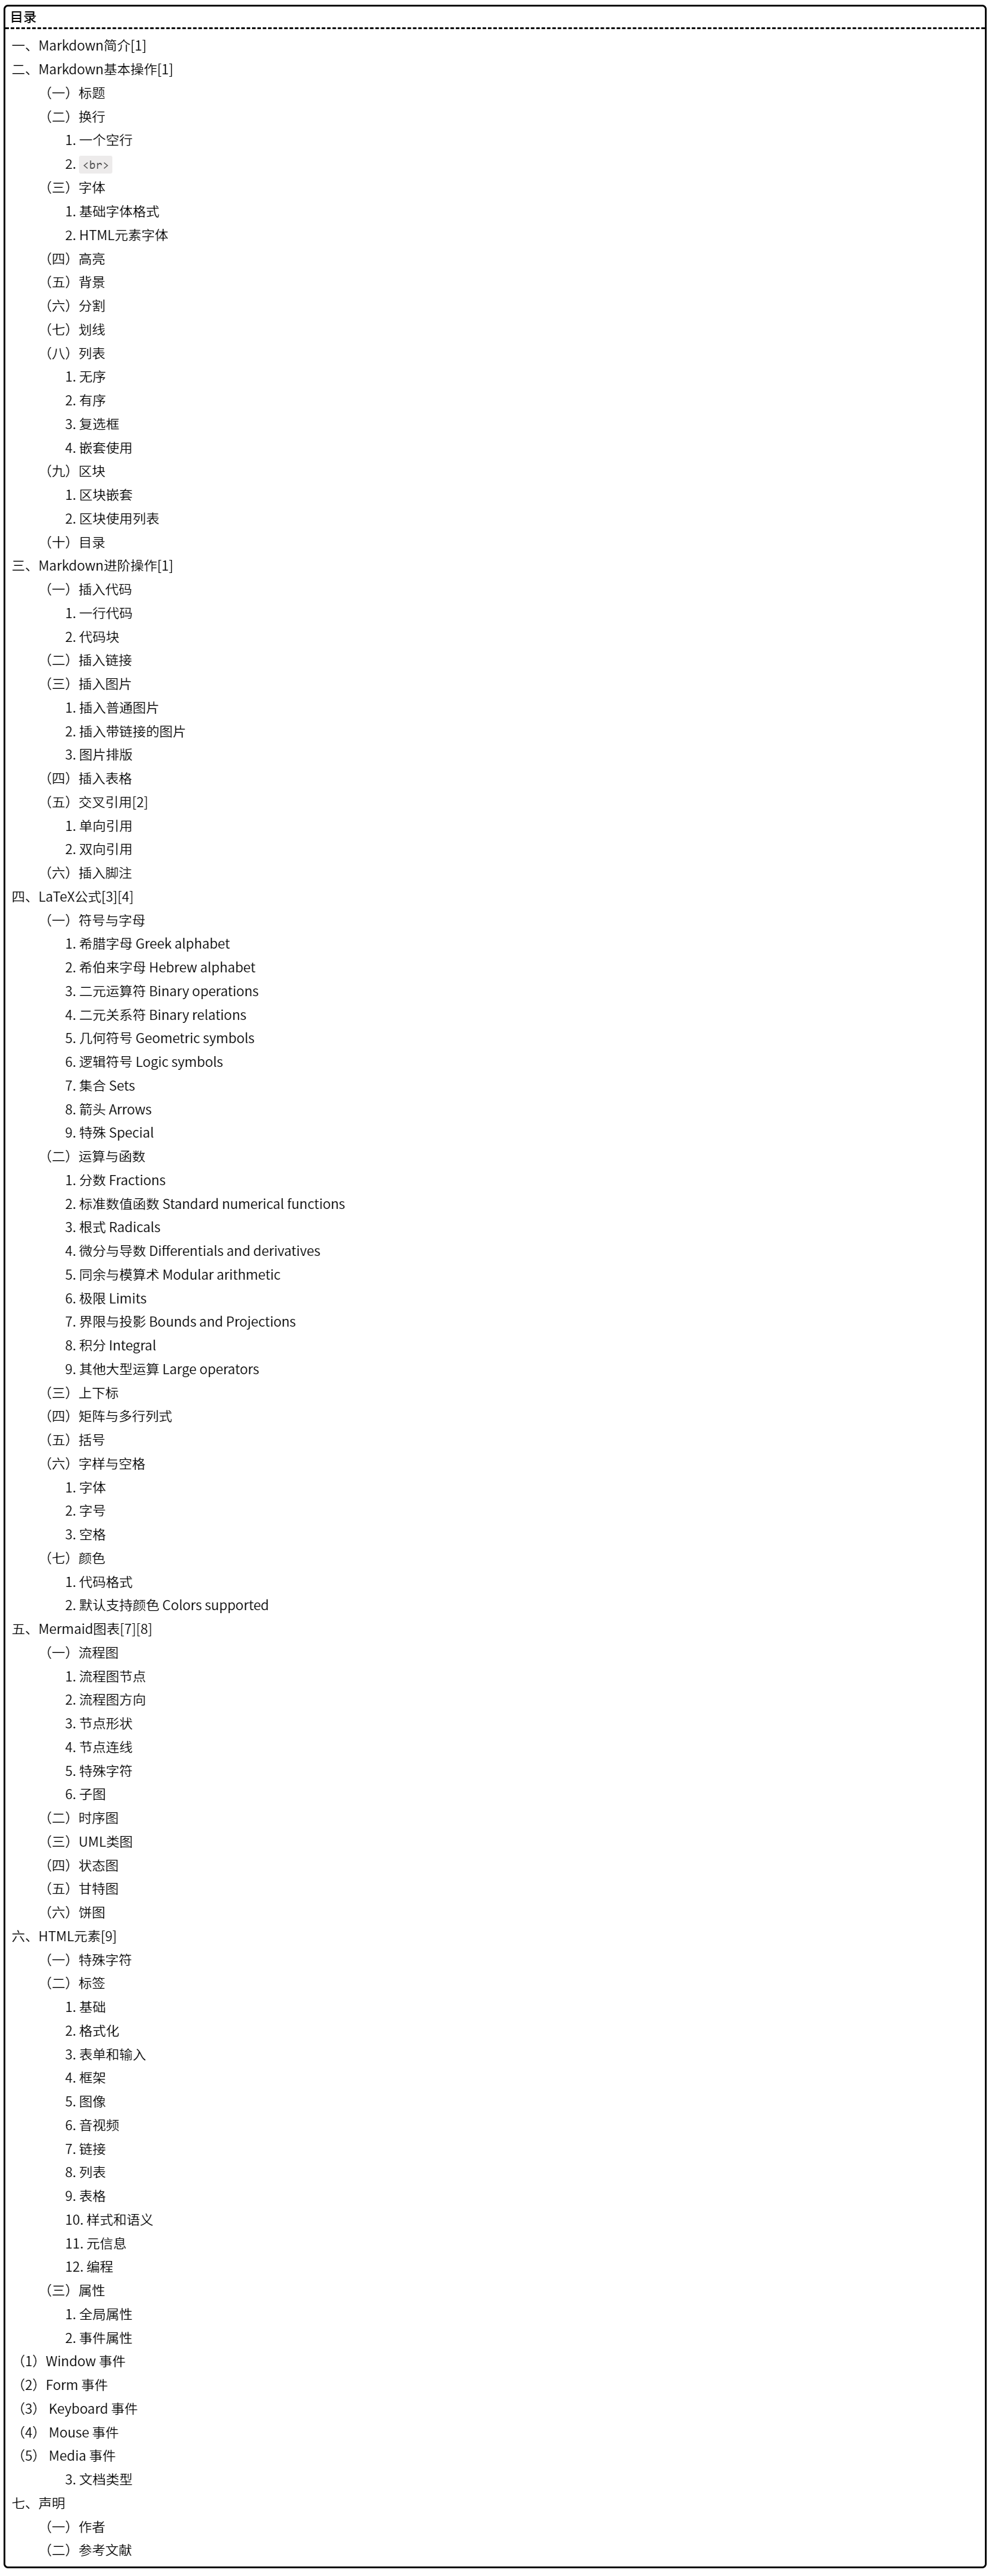 目录
一、Markdown简介[1]
二、Markdown基本操作[1]
（一）标题
（二）换行
1. 一个空行
2. <br>
（三）字体
1. 基础字体格式
2. HTML元素字体
（四）高亮
（五）背景
（六）分割
（七）划线
（八）列表
1. 无序
2. 有序
3. 复选框
4. 嵌套使用
（九）区块
1. 区块嵌套
2. 区块使用列表
（十）目录
三、Markdown进阶操作[1]
（一）插入代码
1. 一行代码
2. 代码块
（二）插入链接
（三）插入图片
1. 插入普通图片
2. 插入带链接的图片
3. 图片排版
（四）插入表格
（五）交叉引用[2]
1. 单向引用
2. 双向引用
（六）插入脚注
四、LaTeX公式[3][4]
（一）符号与字母
1. 希腊字母 Greek alphabet
2. 希伯来字母 Hebrew alphabet
3. 二元运算符 Binary operations
4. 二元关系符 Binary relations
5. 几何符号 Geometric symbols
6. 逻辑符号 Logic symbols
7. 集合 Sets
8. 箭头 Arrows
9. 特殊 Special
（二）运算与函数
1. 分数 Fractions
2. 标准数值函数 Standard numerical functions
3. 根式 Radicals
4. 微分与导数 Differentials and derivatives
5. 同余与模算术 Modular arithmetic
6. 极限 Limits
7. 界限与投影 Bounds and Projections
8. 积分 Integral
9. 其他大型运算 Large operators
（三）上下标
（四）矩阵与多行列式
（五）括号
（六）字样与空格
1. 字体
2. 字号
3. 空格
（七）颜色
1. 代码格式
2. 默认支持颜色 Colors supported
五、Mermaid图表[7][8]
（一）流程图
1. 流程图节点
2. 流程图方向
3. 节点形状
4. 节点连线
5. 特殊字符
6. 子图
（二）时序图
（三）UML类图
（四）状态图
（五）甘特图
（六）饼图
六、HTML元素[9]
（一）特殊字符
（二）标签
1. 基础
2. 格式化
3. 表单和输入
4. 框架
5. 图像
6. 音视频
7. 链接
8. 列表
9. 表格
10. 样式和语义
11. 元信息
12. 编程
（三）属性
1. 全局属性
2. 事件属性
（1）Window 事件
（2）Form 事件
（3） Keyboard 事件
（4） Mouse 事件
（5） Media 事件
3. 文档类型
七、声明
（一）作者
（二）参考文献